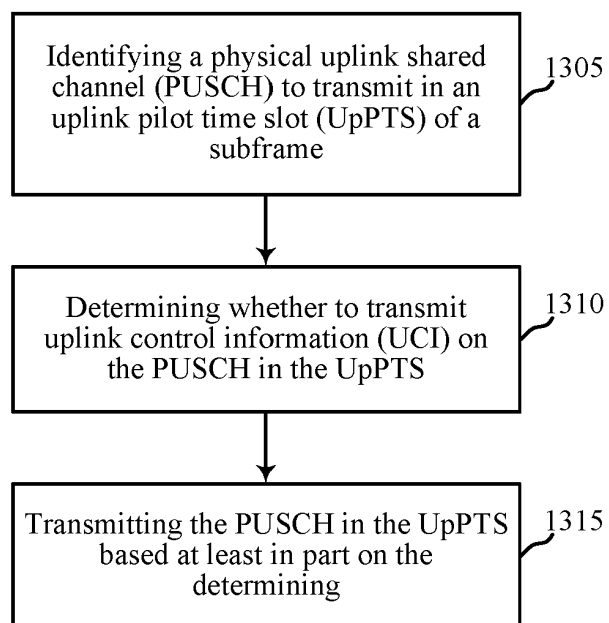 Identifying a physical uplink shared
channel (PUSCH) to transmit in an
uplink pilot time slot (UpPTS) of a
subframe
1305
Determining whether to transmit
uplink control information (UCI) on
the PUSCH in the UpPTS
1310
Transmitting the PUSCH in the UpPTS
based at least in part on the
determining
1315